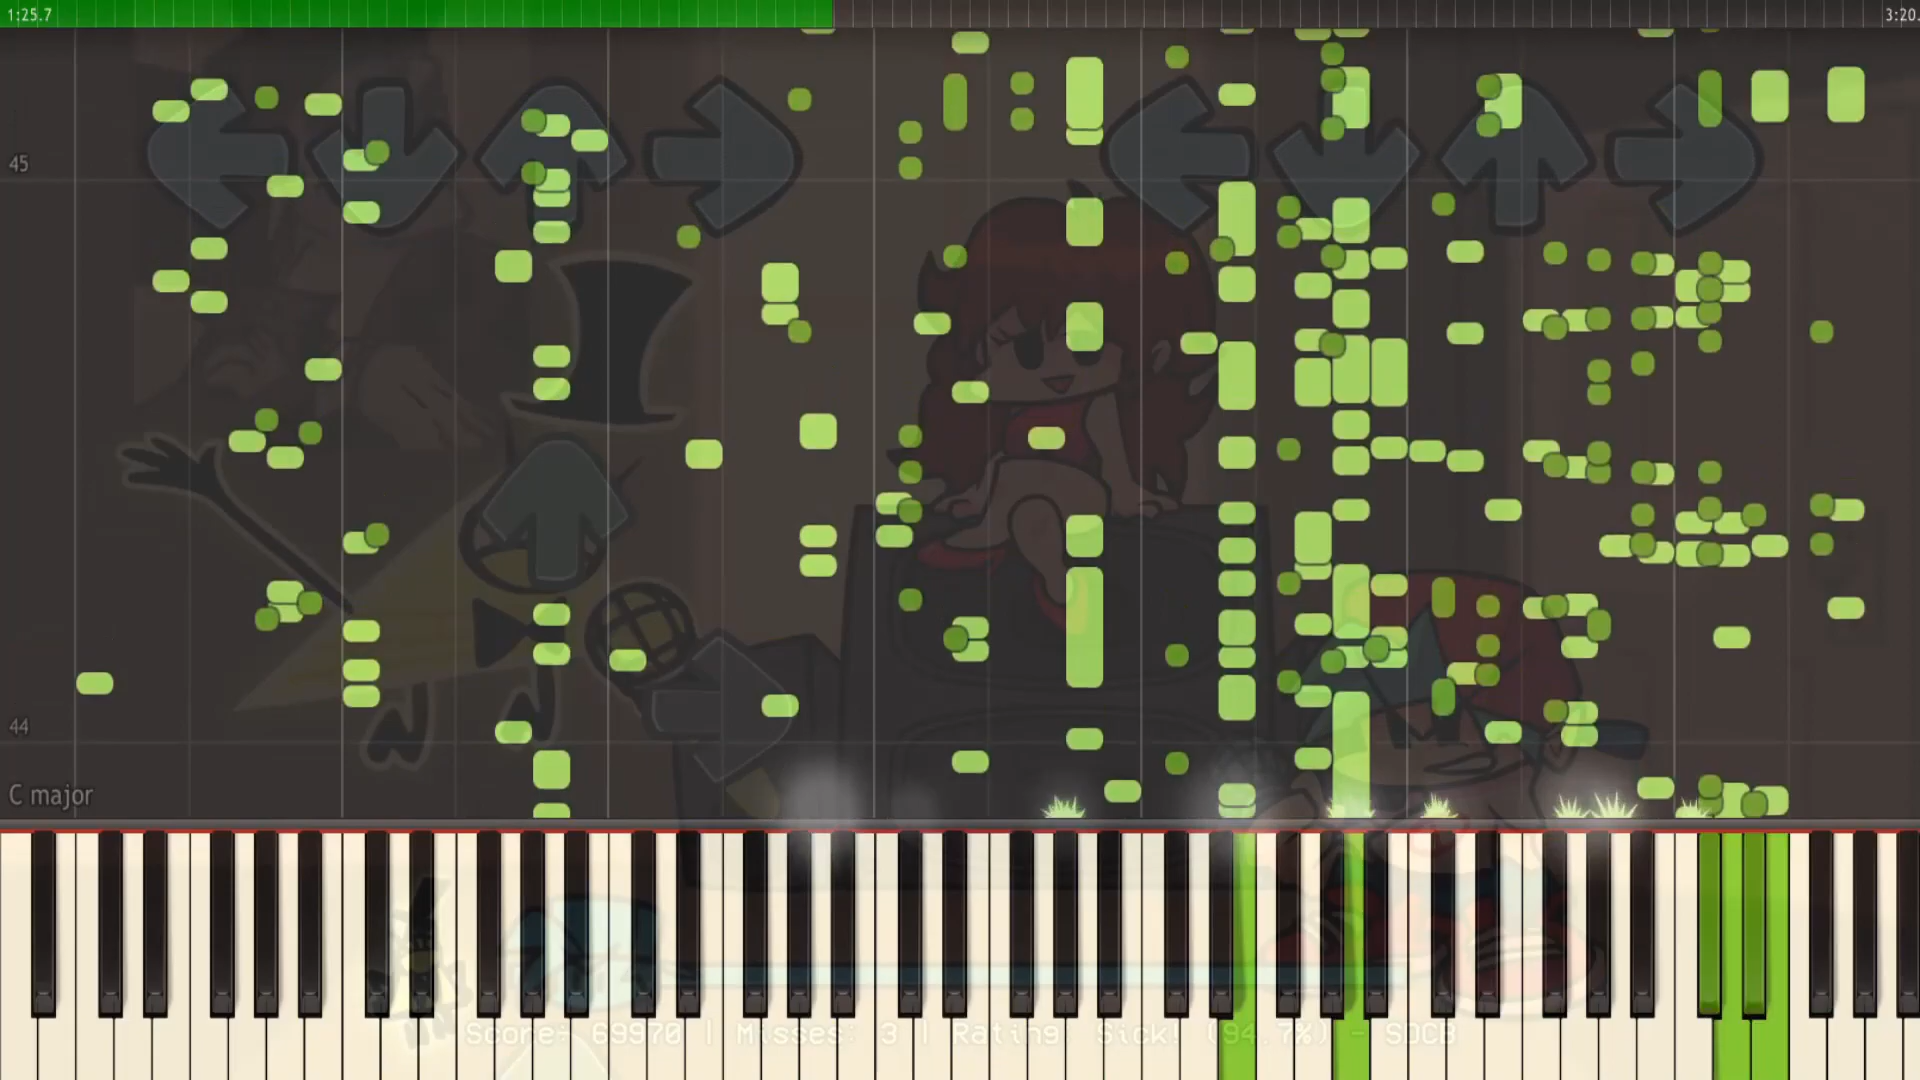 1:25.7
3:20.
45
44
C major
Score: 69970 | Misses: 3 | Rating: Sick! (94.7%) - SDCB